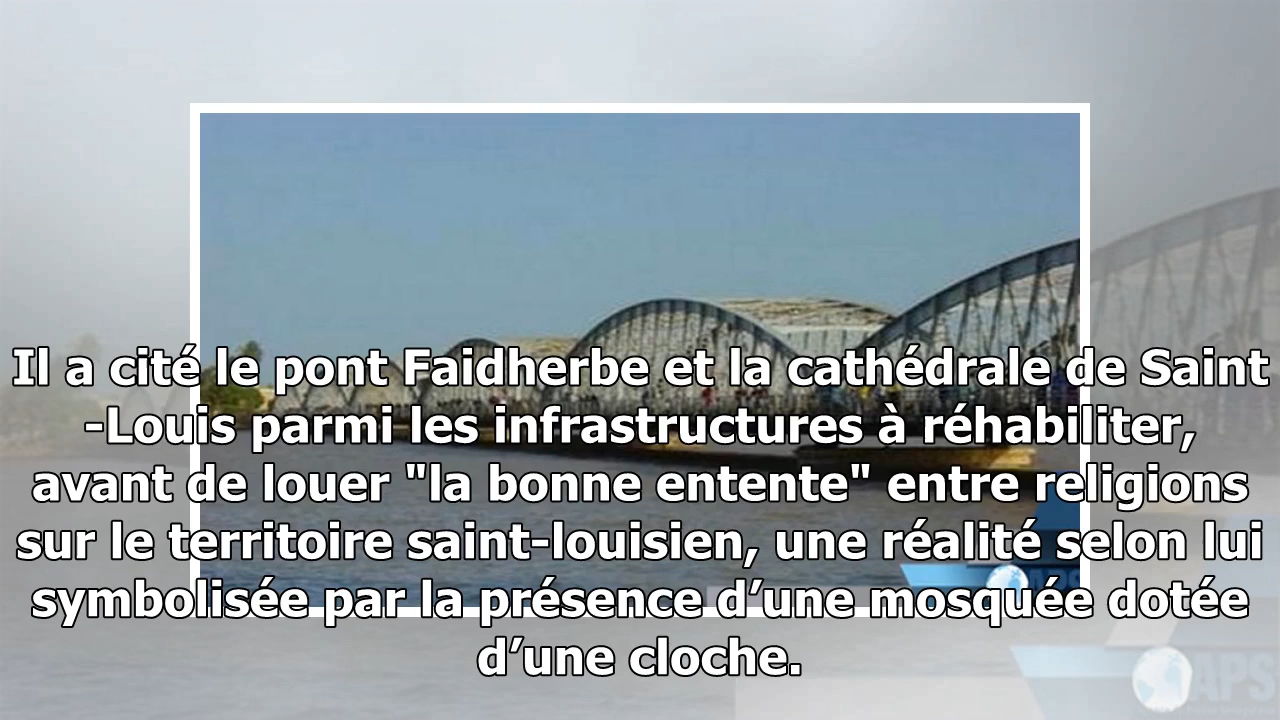 Il a cité le pont Faidherbe et la cathédrale de Saint
-Louis parmi les infrastructures à réhabiliter,
avant de louer "la bonne entente" entre religions
sur le territoire saint-louisien, une réalité selon lui
symbolisée par la présence d’une mosquée dotée
d’une cloche.
APS